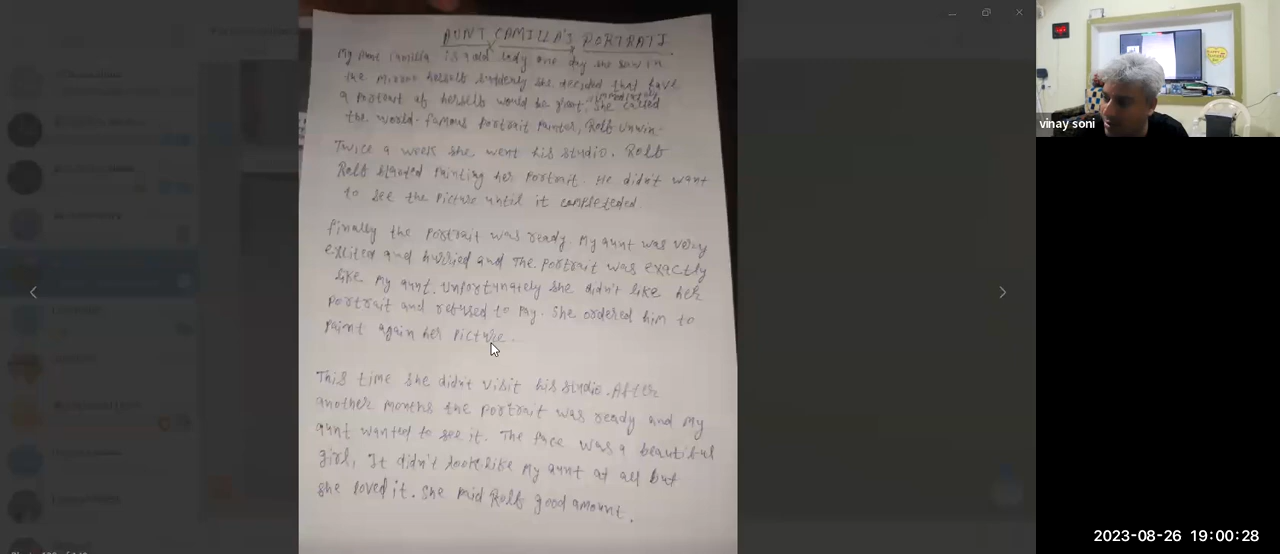 AUNT CAMILLA'S PORTRATI
My Aunt Camilla is a old lady one day she saw in
the mirror herself suddenly she decided that have
a portrait of herself would be paint. immediately She called
the world-famous Portrait Painter, Rolf Unwin.
Twice a week she went his studio. Rolf
Rolf started Painting her Portrait. He didn't want
to see the Picture until it completeded.
finally the Portrait was ready. My aunt was very
excited and hurried and The Portrait was exactly
like My aunt. Unfortunately she didn't like her
Portrait and refused to Pay. She ordered him to
Paint again her Picture.
This time she didn't visit his studio. After
another months the Portrait was ready and My
aunt wanted to see it. The face was a beautiful
girl, It didn't look like My aunt at all but
she loved it. She paid Rolf good amount.
vinay soni
2023-08-26 19:00:28